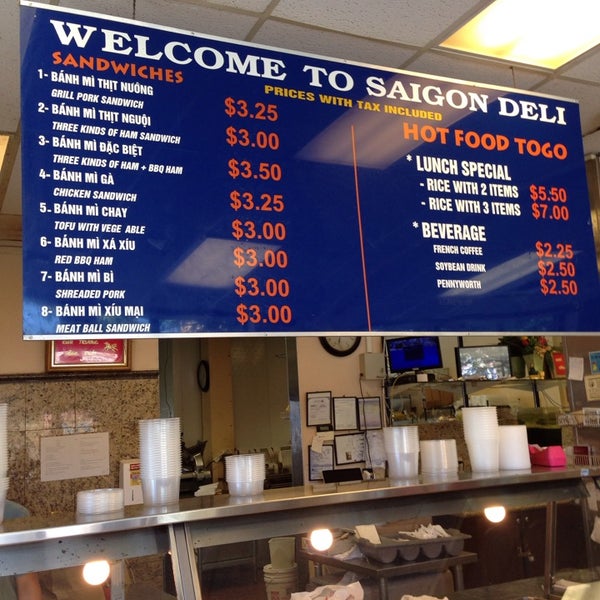 WELCOME TO SAIGON DELI
PRICES WITH TAX INCLUDED
SANDWICHES
1- BÁNH MÌ THỊT NUÔNG
GRILL PORK SANDWICH
$3.25
2- BÁNH MÌ THỊT NGUỘI
THREE KINDS OF HAM SANDWICH
$3.00
3- BÁNH MÌ ĐẶC BIỆT
THREE KINDS OF HAM + BBQ HAM
$3.50
4- BÁNH MÌ GÀ
CHICKEN SANDWICH
$3.25
5- BÁNH MÌ CHAY
TOFU WITH VEGE ABLE
$3.00
6- BÁNH MÌ XÁ XÍU
RED BBQ HAM
$3.00
7- BÁNH MÌ BÌ
SHREADED PORK
$3.00
8- BÁNH MÌ XÍU MẠI
MEAT BALL SANDWICH
$3.00
HOT FOOD TOGO
* LUNCH SPECIAL
- RICE WITH 2 ITEMS $5.50
- RICE WITH 3 ITEMS $7.00
* BEVERAGE
FRENCH COFFEE $2.25
SOYBEAN DRINK $2.50
PENNYWORTH $2.50